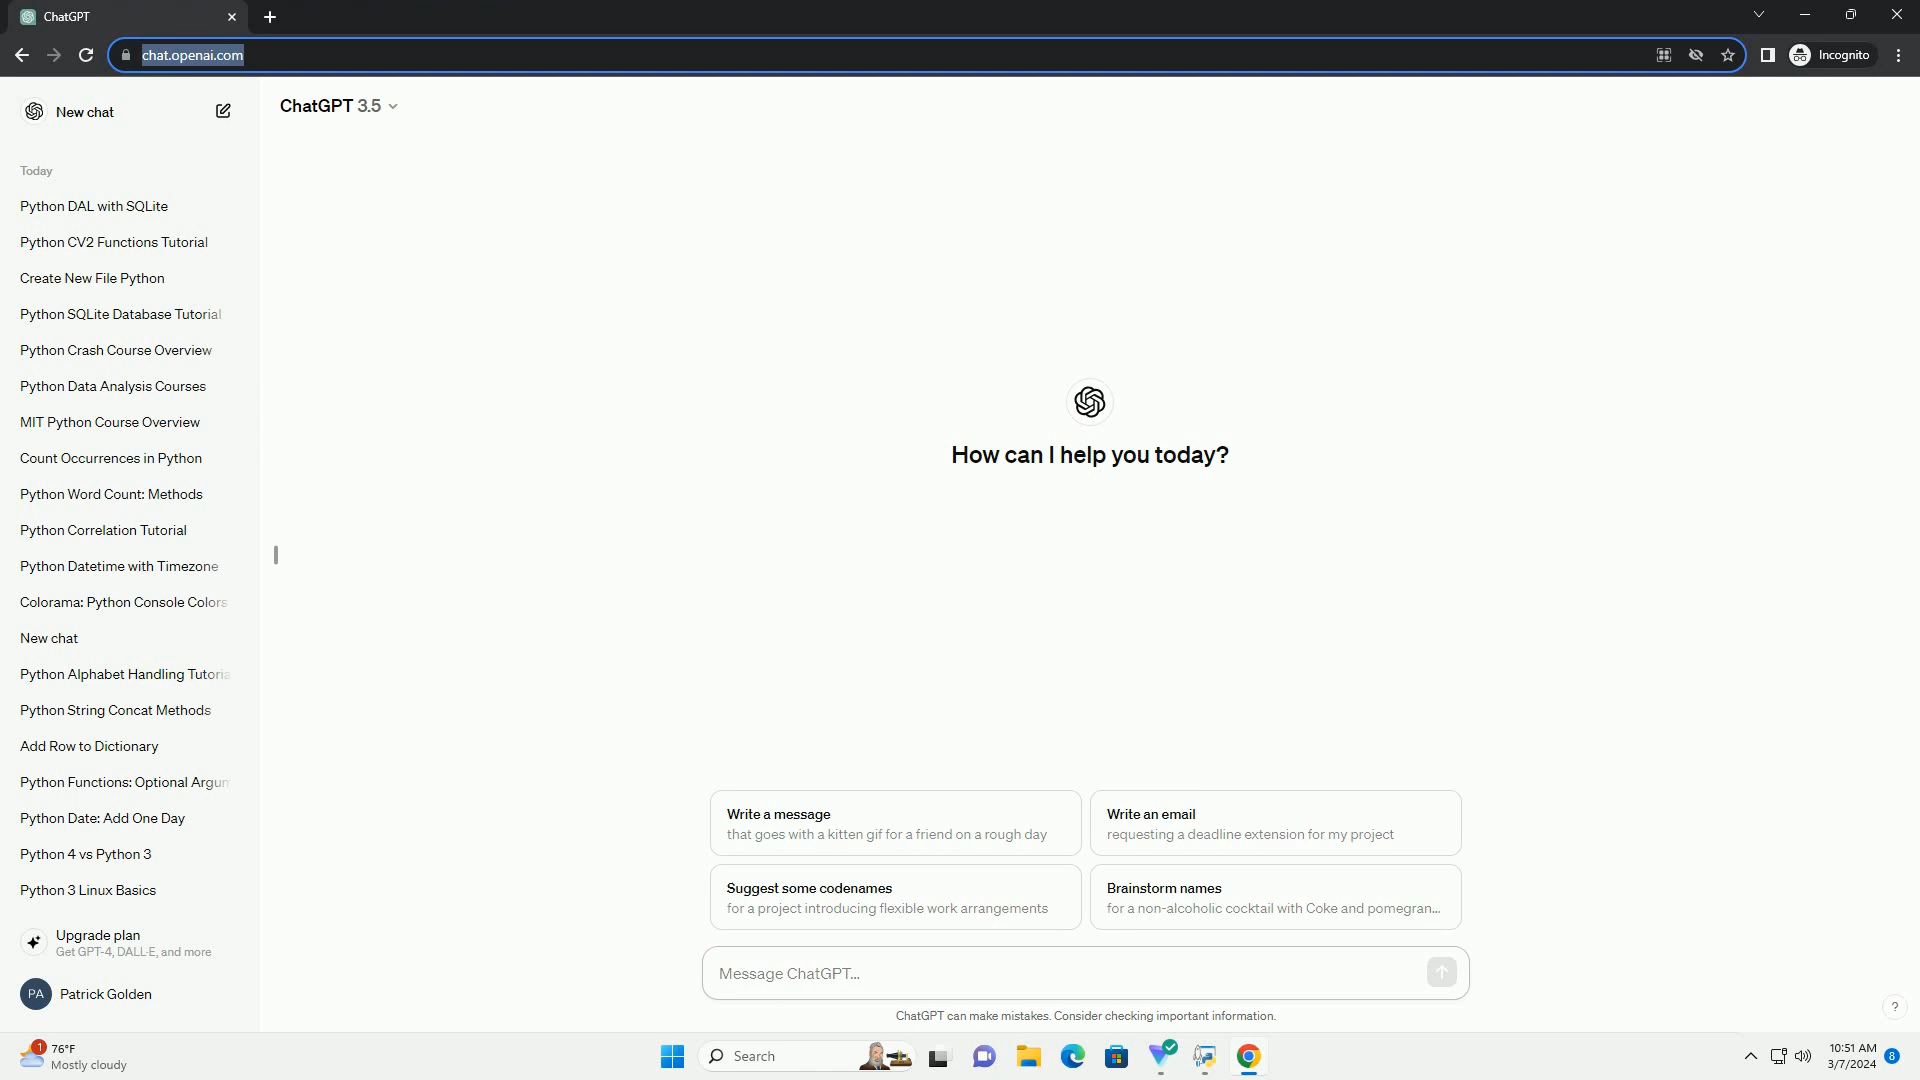 ChatGPT
chat.openai.com
Incognito
New chat
ChatGPT 3.5
Today
Python DAL with SQLite
Python CV2 Functions Tutorial
Create New File Python
Python SQLite Database Tutorial
Python Crash Course Overview
Python Data Analysis Courses
MIT Python Course Overview
Count Occurrences in Python
Python Word Count: Methods
Python Correlation Tutorial
Python Datetime with Timezone
Colorama: Python Console Colors
New chat
Python Alphabet Handling Tutoria
Python String Concat Methods
Add Row to Dictionary
Python Functions: Optional Argum
Python Date: Add One Day
Python 4 vs Python 3
Python 3 Linux Basics
Upgrade plan
Get GPT-4, DALL·E, and more
PA Patrick Golden
How can I help you today?
Write a message
that goes with a kitten gif for a friend on a rough day
Write an email
requesting a deadline extension for my project
Suggest some codenames
for a project introducing flexible work arrangements
Brainstorm names
for a non-alcoholic cocktail with Coke and pomegran...
Message ChatGPT...
ChatGPT can make mistakes. Consider checking important information.
?
1
76°F
Mostly cloudy
Search
10:51 AM
3/7/2024
8